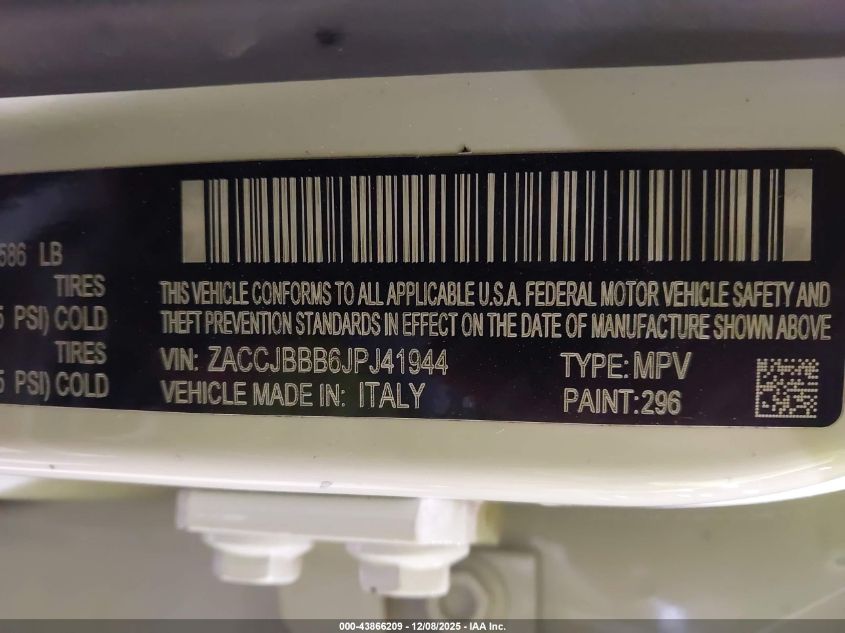 586 LB
TIRES
5 PSI) COLD
TIRES
5 PSI) COLD
THIS VEHICLE CONFORMS TO ALL APPLICABLE U.S.A. FEDERAL MOTOR VEHICLE SAFETY AND
THEFT PREVENTION STANDARDS IN EFFECT ON THE DATE OF MANUFACTURE SHOWN ABOVE
VIN: ZACCJBBB6JPJ41944 TYPE: MPV
VEHICLE MADE IN: ITALY PAINT:296
000-43866209 - 12/08/2025 - IAA Inc.